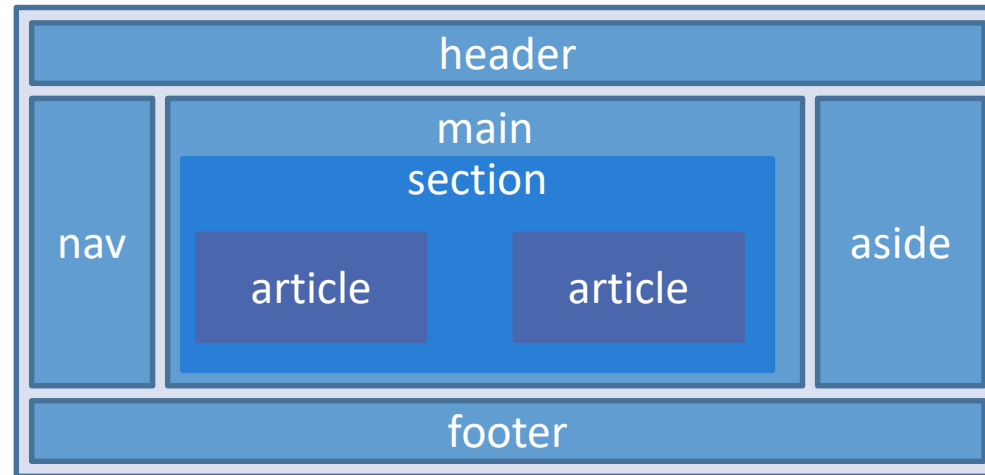 header
nav
main
section
article
article
aside
footer